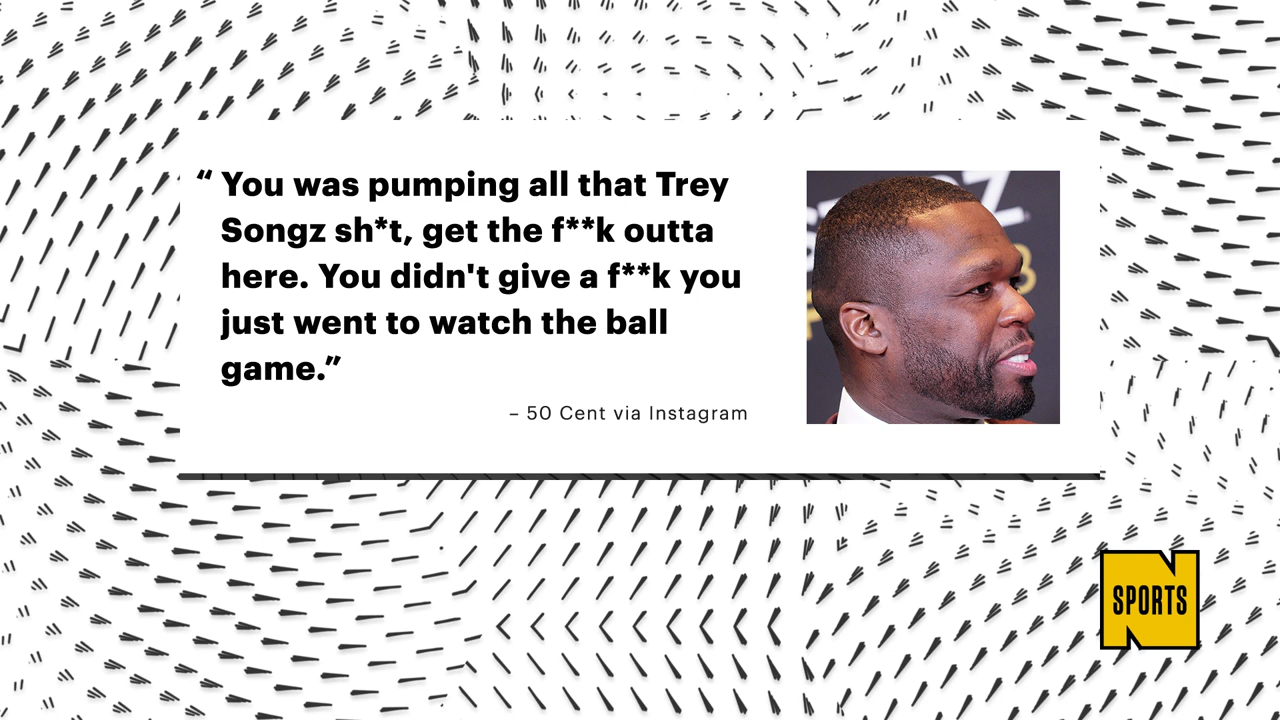 “ You was pumping all that Trey
Songz sh*t, get the f**k outta
here. You didn't give a f**k you
just went to watch the ball
game.”
– 50 Cent via Instagram
SPORTS